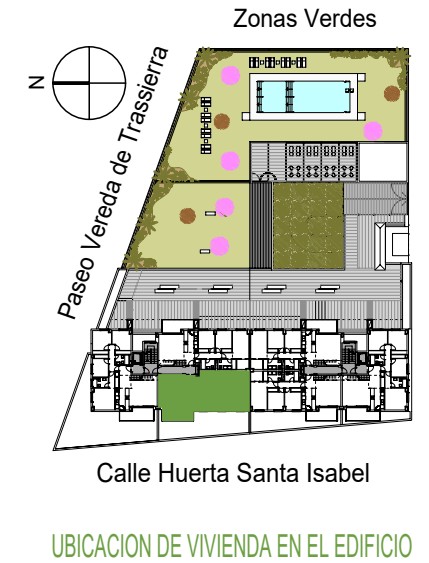 Zonas Verdes
N
Paseo Vereda de Trassierra
Calle Huerta Santa Isabel
UBICACION DE VIVIENDA EN EL EDIFICIO